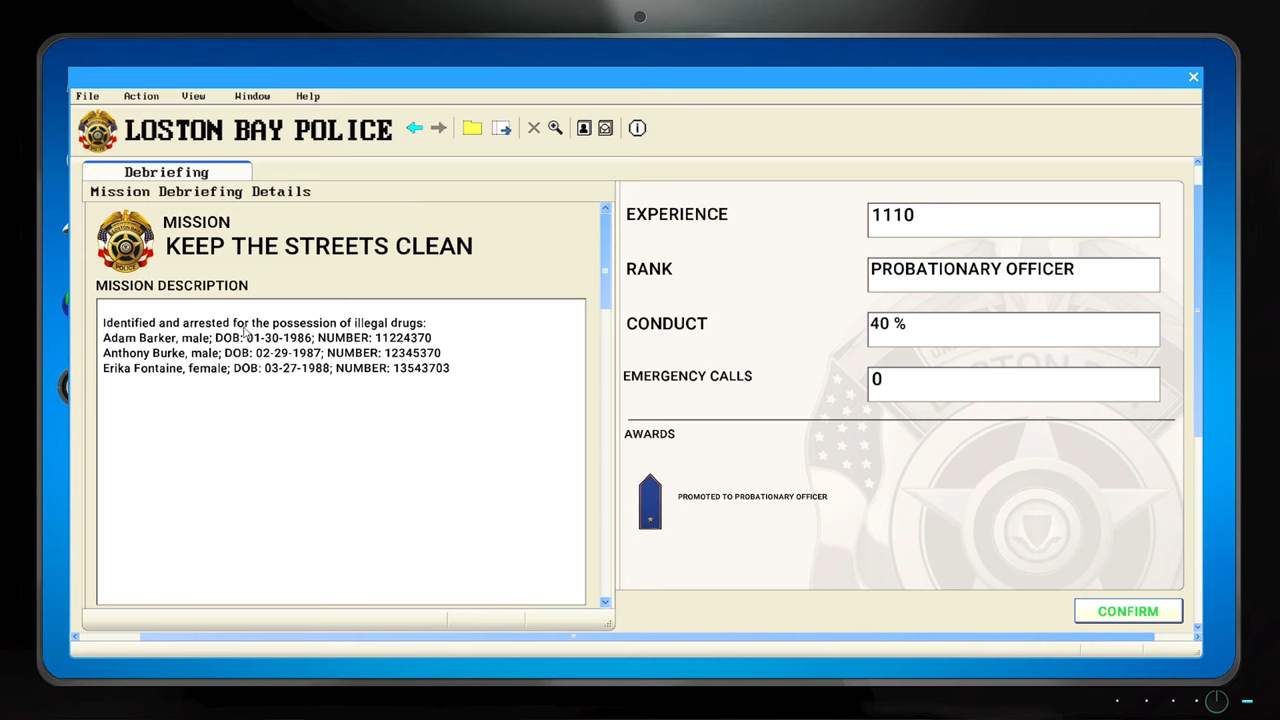 File Action View Window Help
LOSTON BAY POLICE
Debriefing
Mission Debriefing Details
MISSION
KEEP THE STREETS CLEAN
MISSION DESCRIPTION
Identified and arrested for the possession of illegal drugs:
Adam Barker, male; DOB: 01-30-1986; NUMBER: 11224370
Anthony Burke, male; DOB: 02-29-1987; NUMBER: 12345370
Erika Fontaine, female; DOB: 03-27-1988; NUMBER: 13543703
EXPERIENCE 1110
RANK PROBATIONARY OFFICER
CONDUCT 40 %
EMERGENCY CALLS 0
AWARDS
PROMOTED TO PROBATIONARY OFFICER
CONFIRM